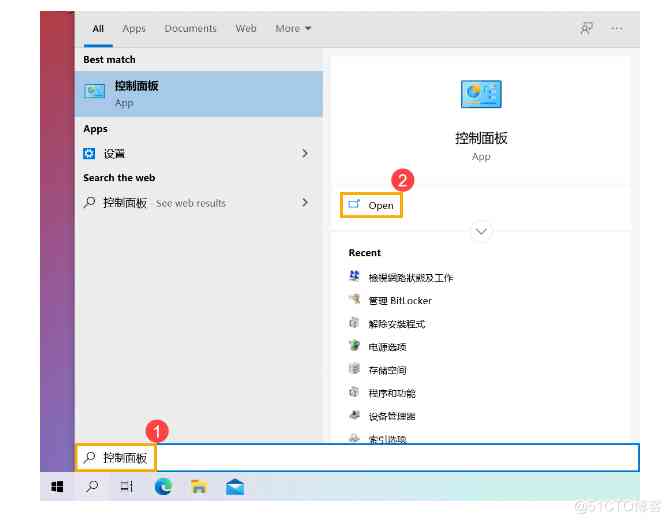 All Apps Documents Web More
Best match
控制面板
App
Apps
设置
Search the web
控制面板 - See web results
控制面板
App
2
Open
Recent
檢視網路狀態及工作
管理 BitLocker
解除安裝程式
电源选项
存储空间
程序和功能
设备管理器
索引选项
1
控制面板
@51CTO博客